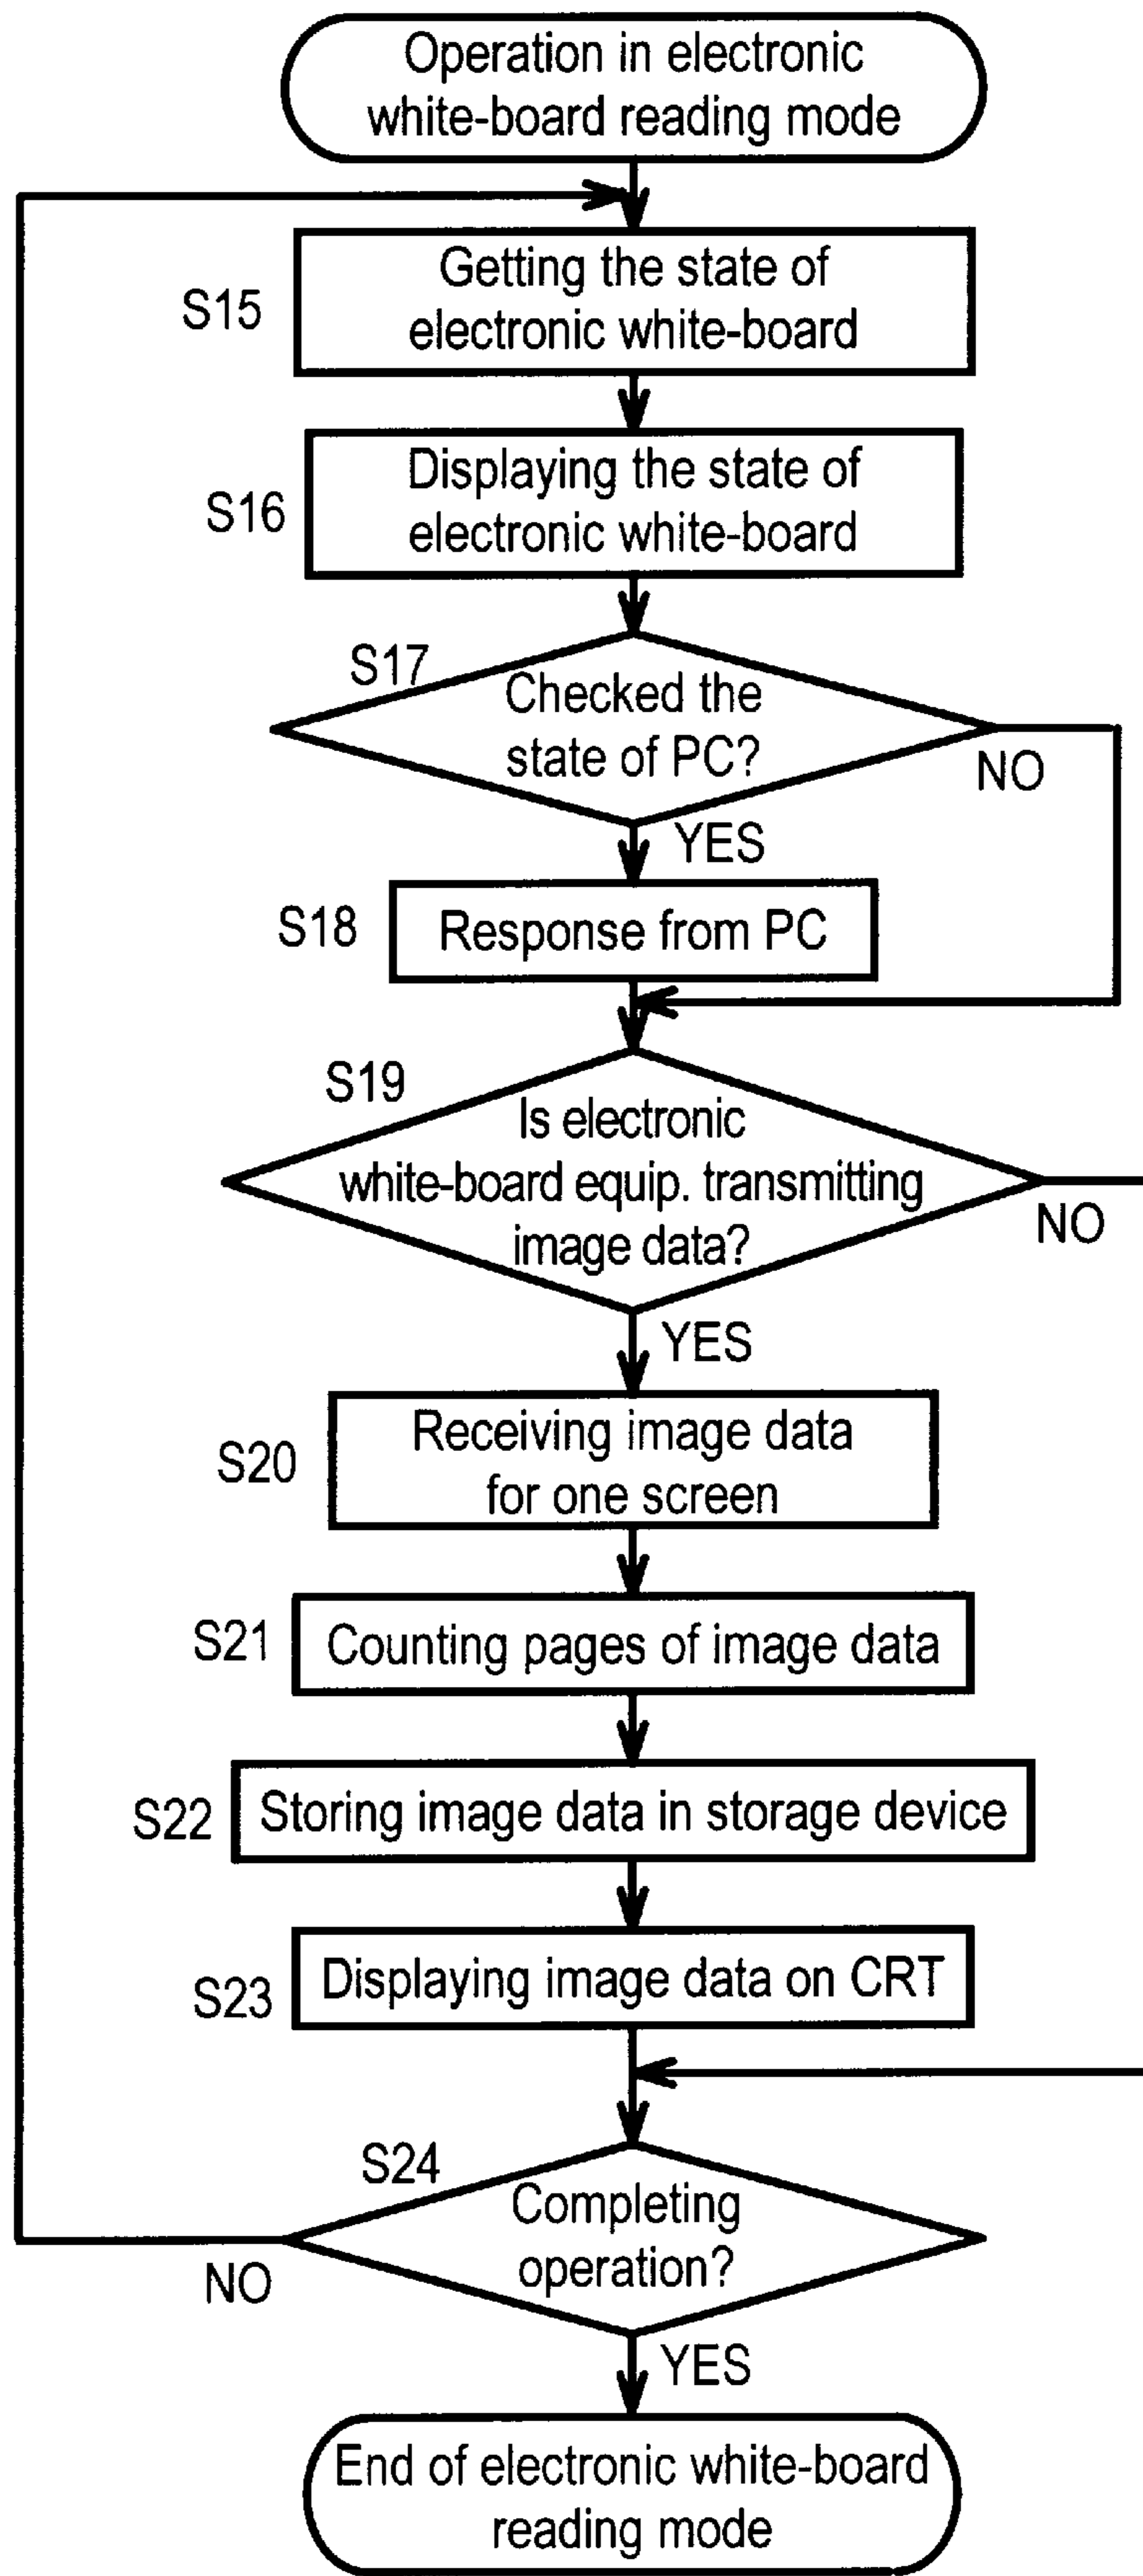 Operation in electronic
white-board reading mode
S15
Getting the state of
electronic white-board
S16
Displaying the state of
electronic white-board
S17
Checked the
state of PC?
NO
YES
S18
Response from PC
S19
Is electronic
white-board equip. transmitting
image data?
NO
YES
S20
Receiving image data
for one screen
S21
Counting pages of image data
S22
Storing image data in storage device
S23
Displaying image data on CRT
S24
Completing
operation?
NO
YES
End of electronic white-board
reading mode